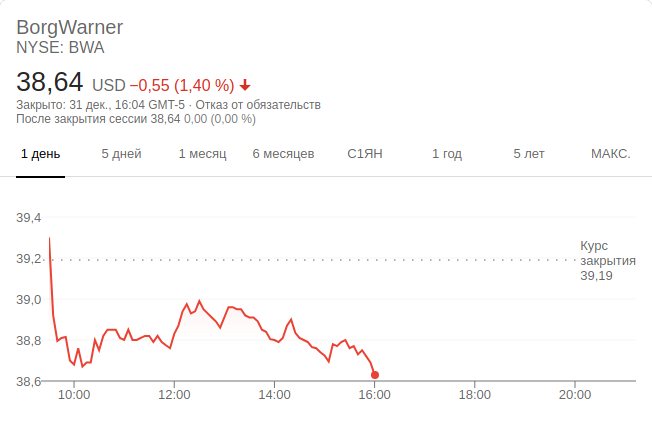 BorgWarner
NYSE: BWA
38,64 USD −0,55 (1,40 %)
Закрыто: 31 дек., 16:04 GMT-5 · Отказ от обязательств
После закрытия сессии 38,64 0,00 (0,00 %)
1 день 5 дней 1 месяц 6 месяцев С1ЯН 1 год 5 лет МАКС.
39,4
39,2
39,0
38,8
38,6
Курс
закрытия
39,19
10:00 12:00 14:00 16:00 18:00 20:00